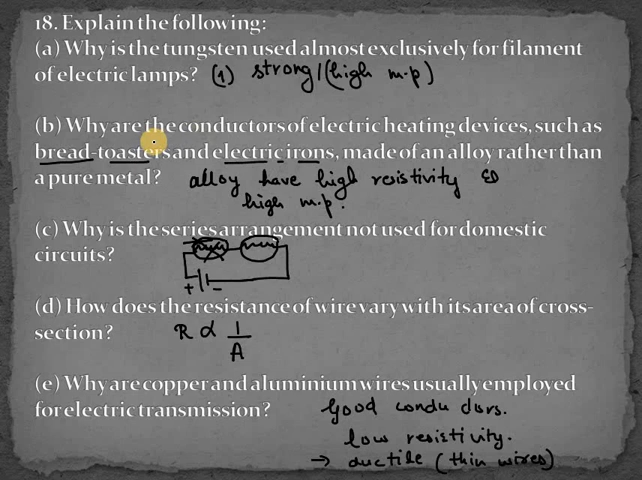 18. Explain the following:
(a) Why is the tungsten used almost exclusively for filament
of electric lamps? (1) strong/(high m.p)
(b) Why are the conductors of electric heating devices, such as
bread-toasters and electric irons, made of an alloy rather than
a pure metal? alloy have high resistivity &
high m.p.
(c) Why is the series arrangement not used for domestic
circuits?
+ -
(d) How does the resistance of wire vary with its area of cross-
section? R ∝ 1/A
(e) Why are copper and aluminium wires usually employed
for electric transmission? Good conductors.
low resistivity.
→ ductile (thin wires)